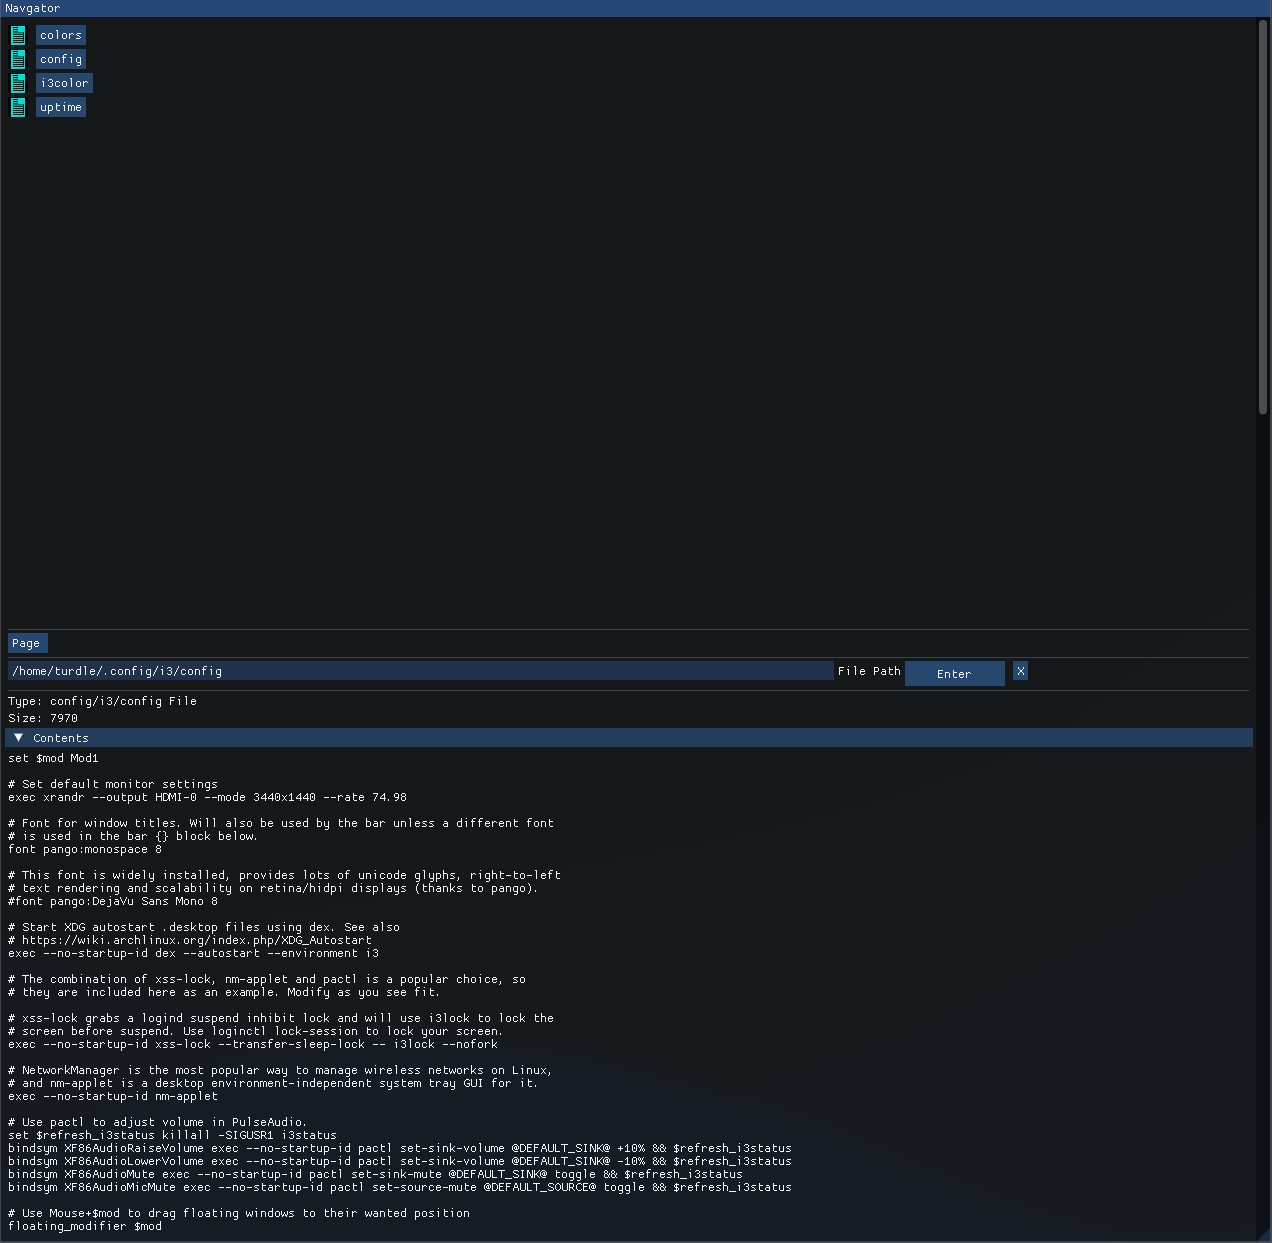 Navgator
colors
config
i3color
uptime
Page
/home/turdle/.config/i3/config File Path Enter X
Type: config/i3/config File
Size: 7970
▼ Contents
set $mod Mod1
# Set default monitor settings
exec xrandr --output HDMI-0 --mode 3440x1440 --rate 74.98
# Font for window titles. Will also be used by the bar unless a different font
# is used in the bar {} block below.
font pango:monospace 8
# This font is widely installed, provides lots of unicode glyphs, right-to-left
# text rendering and scalability on retina/hidpi displays (thanks to pango).
#font pango:DejaVu Sans Mono 8
# Start XDG autostart .desktop files using dex. See also
# https://wiki.archlinux.org/index.php/XDG_Autostart
exec --no-startup-id dex --autostart --environment i3
# The combination of xss-lock, nm-applet and pactl is a popular choice, so
# they are included here as an example. Modify as you see fit.
# xss-lock grabs a logind suspend inhibit lock and will use i3lock to lock the
# screen before suspend. Use loginctl lock-session to lock your screen.
exec --no-startup-id xss-lock --transfer-sleep-lock -- i3lock --nofork
# NetworkManager is the most popular way to manage wireless networks on Linux,
# and nm-applet is a desktop environment-independent system tray GUI for it.
exec --no-startup-id nm-applet
# Use pactl to adjust volume in PulseAudio.
set $refresh_i3status killall -SIGUSR1 i3status
bindsym XF86AudioRaiseVolume exec --no-startup-id pactl set-sink-volume @DEFAULT_SINK@ +10% && $refresh_i3status
bindsym XF86AudioLowerVolume exec --no-startup-id pactl set-sink-volume @DEFAULT_SINK@ -10% && $refresh_i3status
bindsym XF86AudioMute exec --no-startup-id pactl set-sink-mute @DEFAULT_SINK@ toggle && $refresh_i3status
bindsym XF86AudioMicMute exec --no-startup-id pactl set-source-mute @DEFAULT_SOURCE@ toggle && $refresh_i3status
# Use Mouse+$mod to drag floating windows to their wanted position
floating_modifier $mod